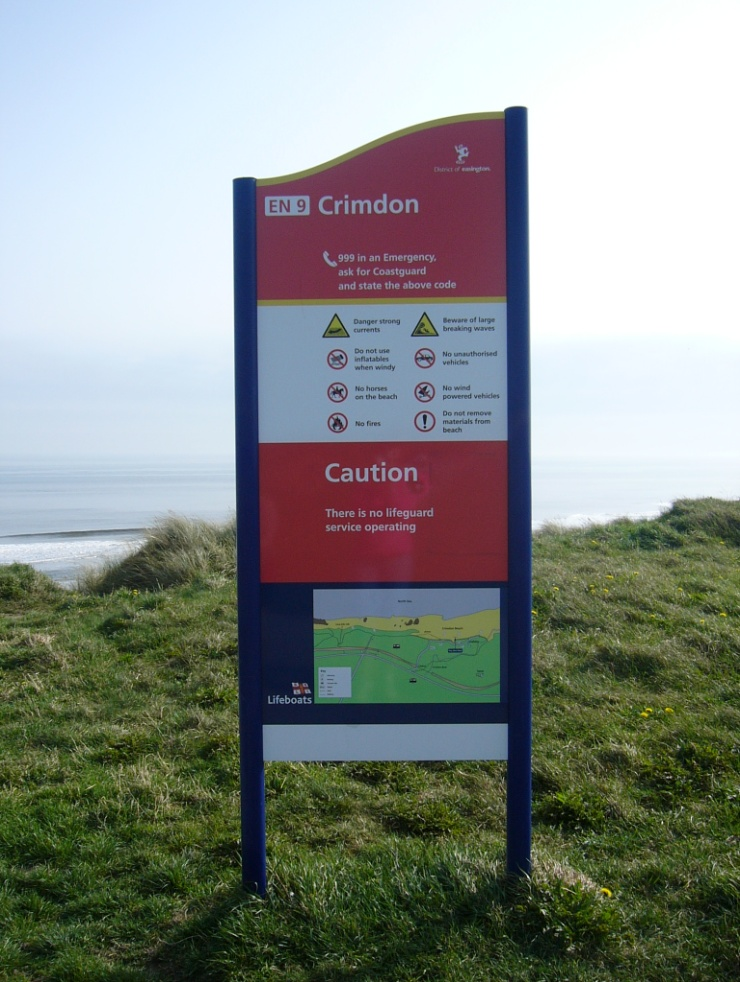 District of easington.
EN 9 Crimdon
999 in an Emergency,
ask for Coastguard
and state the above code
Danger strong
currents
Beware of large
breaking waves
Do not use
inflatables
when windy
No unauthorised
vehicles
No horses
on the beach
No wind
powered vehicles
No fires
Do not remove
materials from
beach
Caution
There is no lifeguard
service operating
Lifeboats